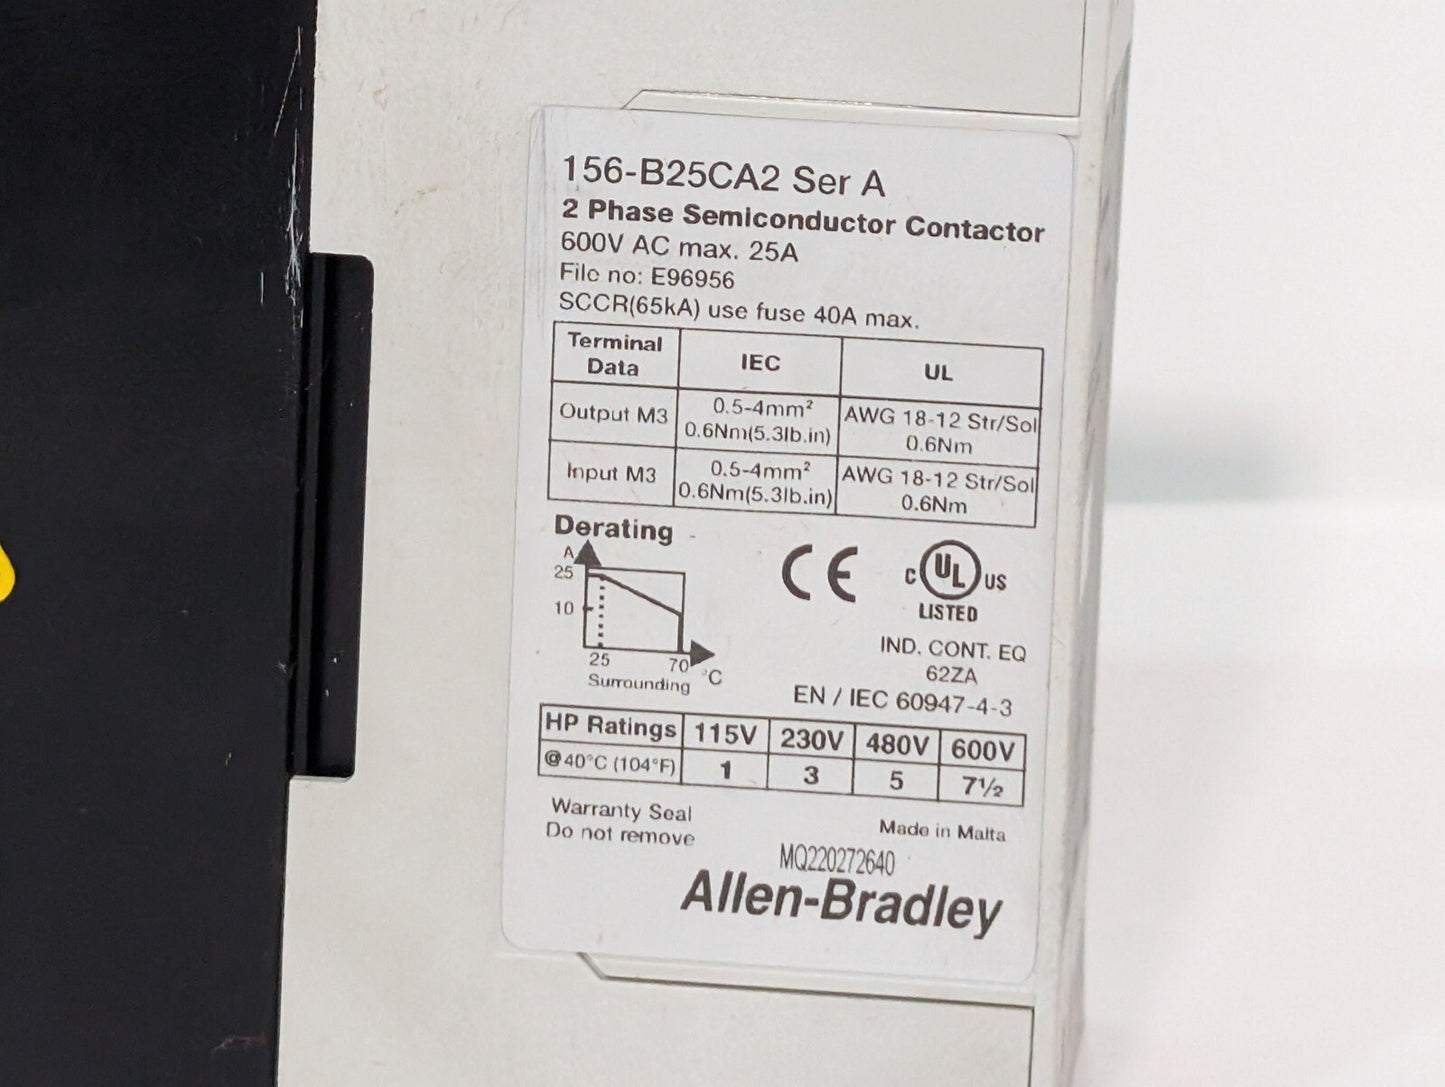 156-B25CA2 Ser A
2 Phase Semiconductor Contactor
600V AC max. 25A
File no: E96956
SCCR(65kA) use fuse 40A max.
Terminal Data IEC UL
Output M3 0.5-4mm² 0.6Nm(5.3lb.in) AWG 18-12 Str/Sol 0.6Nm
Input M3 0.5-4mm² 0.6Nm(5.3lb.in) AWG 18-12 Str/Sol 0.6Nm
Derating
A
25
10
25 70 °C
Surrounding
CE
C UL US
LISTED
IND. CONT. EQ
62ZA
EN / IEC 60947-4-3
HP Ratings 115V 230V 480V 600V
@40°C (104°F) 1 3 5 7½
Warranty Seal
Do not remove
Made in Malta
MQ220272640
Allen-Bradley